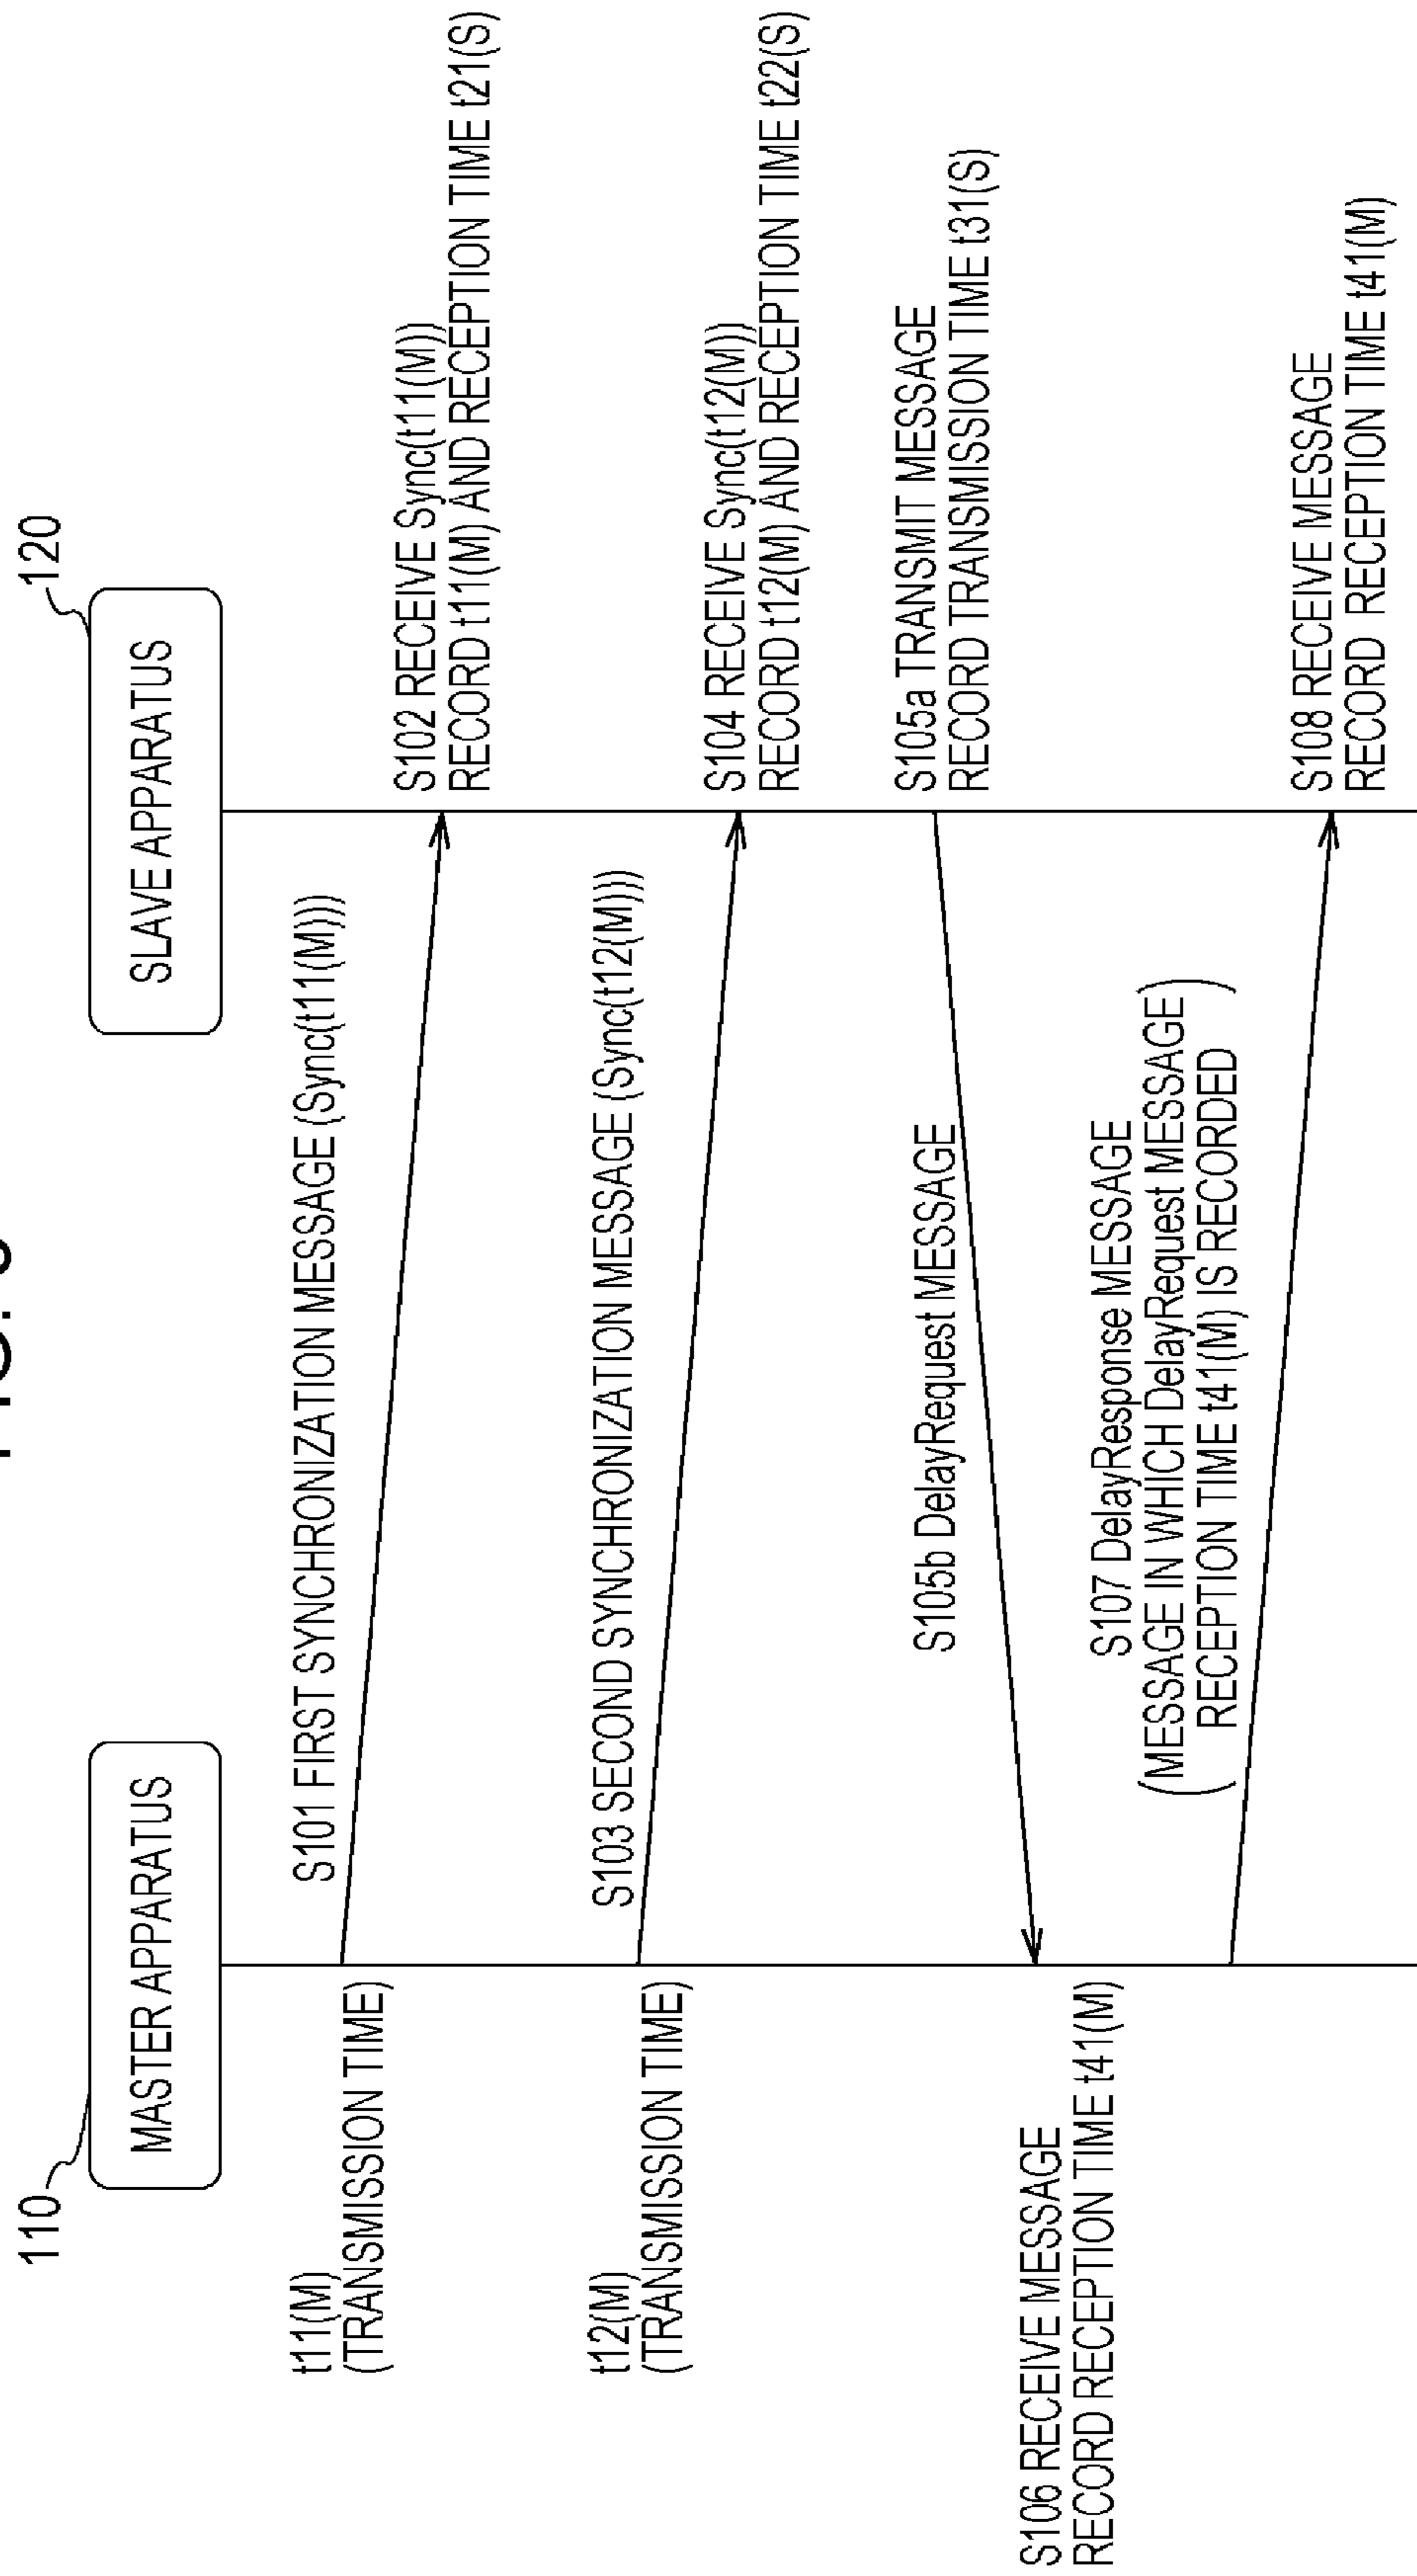 110
120
MASTER APPARATUS
SLAVE APPARATUS
t11(M)
(TRANSMISSION TIME)
S101 FIRST SYNCHRONIZATION MESSAGE (Sync(t11(M)))
S102 RECEIVE Sync(t11(M))
RECORD t11(M) AND RECEPTION TIME t21(S)
t12(M)
(TRANSMISSION TIME)
S103 SECOND SYNCHRONIZATION MESSAGE (Sync(t12(M)))
S104 RECEIVE Sync(t12(M))
RECORD t12(M) AND RECEPTION TIME t22(S)
S105a TRANSMIT MESSAGE
RECORD TRANSMISSION TIME t31(S)
S105b DelayRequest MESSAGE
S106 RECEIVE MESSAGE
RECORD RECEPTION TIME t41(M)
S107 DelayResponse MESSAGE
(MESSAGE IN WHICH DelayRequest MESSAGE
RECEPTION TIME t41(M) IS RECORDED)
S108 RECEIVE MESSAGE
RECORD RECEPTION TIME t41(M)